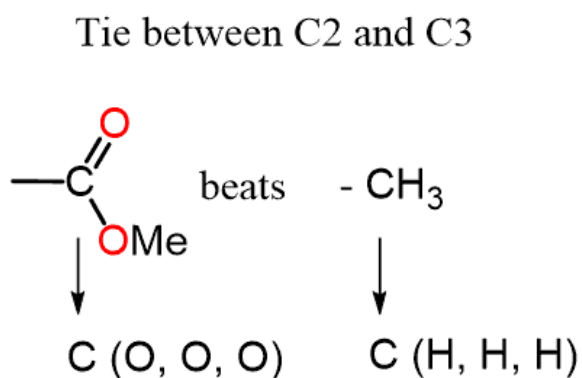 Tie between C2 and C3
O
C beats - CH₃
OMe
C (O, O, O) C (H, H, H)